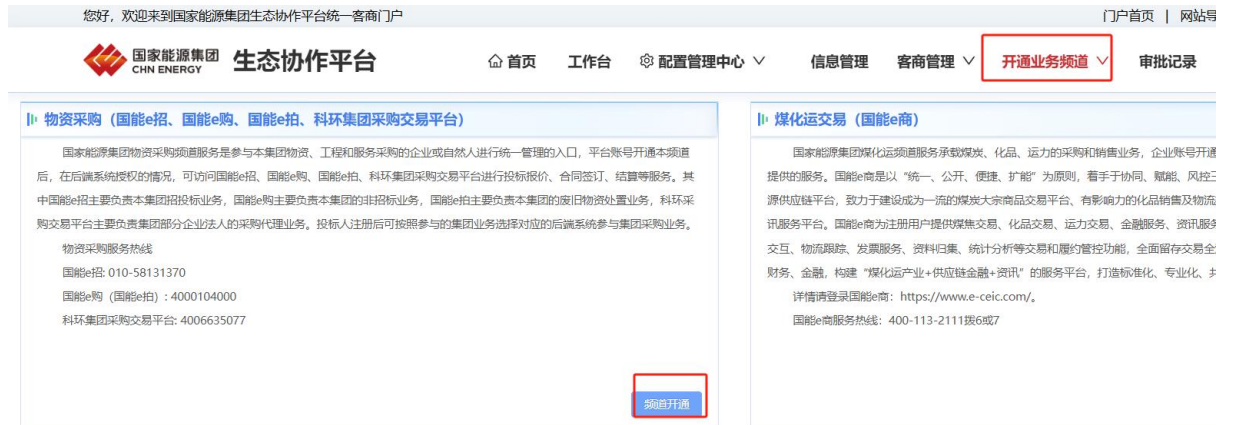 您好，欢迎来到国家能源集团生态协作平台统一客商门户
门户首页 | 网站导
国家能源集团
CHN ENERGY
生态协作平台
首页
工作台
配置管理中心
信息管理
客商管理
开通业务频道
审批记录
物资采购（国能e招、国能e购、国能e拍、科环集团采购交易平台）
国家能源集团物资采购频道服务是参与本集团物资、工程和服务采购的企业或自然人进行统一管理的入口，平台账号开通本频道
后，在后端系统授权的情况，可访问国能e招、国能e购、国能e拍、科环集团采购交易平台进行投标报价、合同签订、结算等服务。其
中国能e招主要负责本集团招投标业务，国能e购主要负责本集团的非招标业务，国能e拍主要负责本集团的废旧物资处置业务，科环采
购交易平台主要负责集团部分企业法人的采购代理业务。投标人注册后可按照参与的集团业务选择对应的后端系统参与集团采购业务。
物资采购服务热线
国能e招: 010-58131370
国能e购（国能e拍）: 4000104000
科环集团采购交易平台: 4006635077
频道开通
煤化运交易（国能e商）
国家能源集团煤化运频道服务承载煤炭、化品、运力的采购和销售业务，企业账号开通
提供的服务。国能e商是以“统一、公开、便捷、扩能”为原则，着手于协同、赋能、风控三
源供应链平台，致力于建设成为一流的煤炭大宗商品交易平台、有影响力的化品销售及物流
讯服务平台。国能e商为注册用户提供煤焦交易、化品交易、运力交易、金融服务、资讯服务
交互、物流跟踪、发票服务、资料归集、统计分析等交易和履约管控功能，全面留存交易全
财务、金融，构建“煤化运产业+供应链金融+资讯”的服务平台，打造标准化、专业化、共
详情请登录国能e商：https://www.e-ceic.com/。
国能e商服务热线：400-113-2111拨6或7